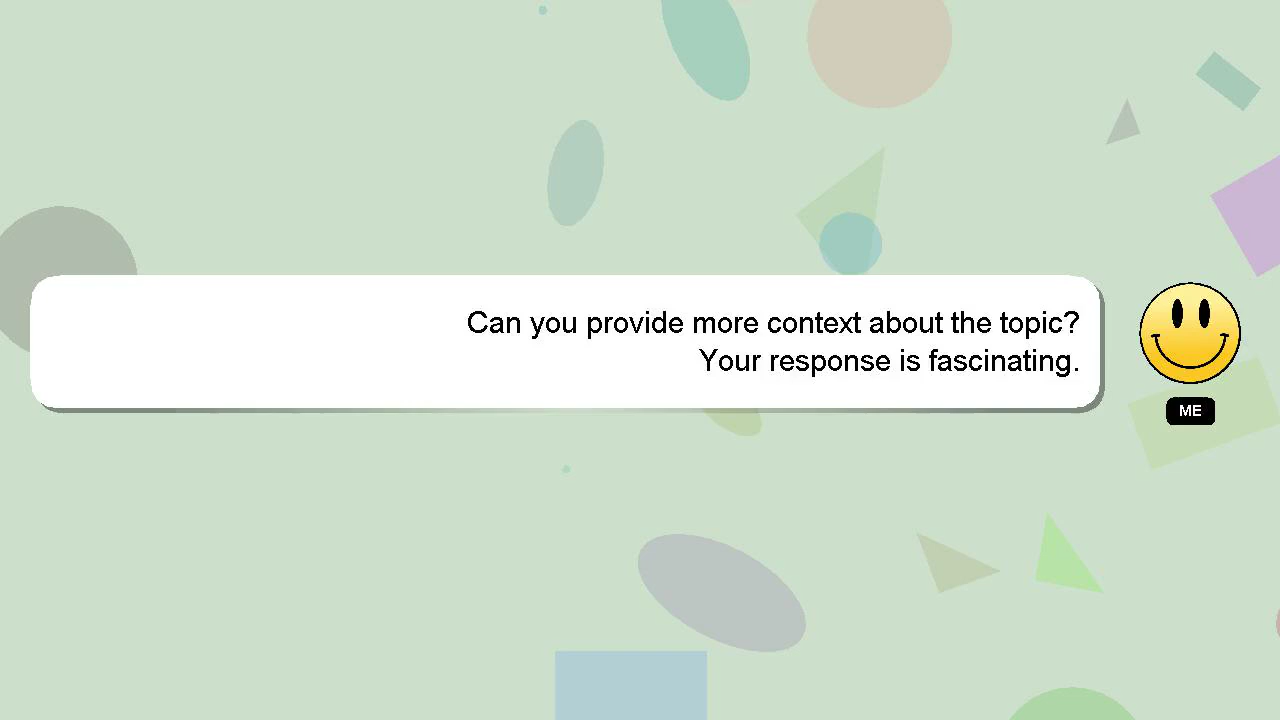 Can you provide more context about the topic?
Your response is fascinating.
ME